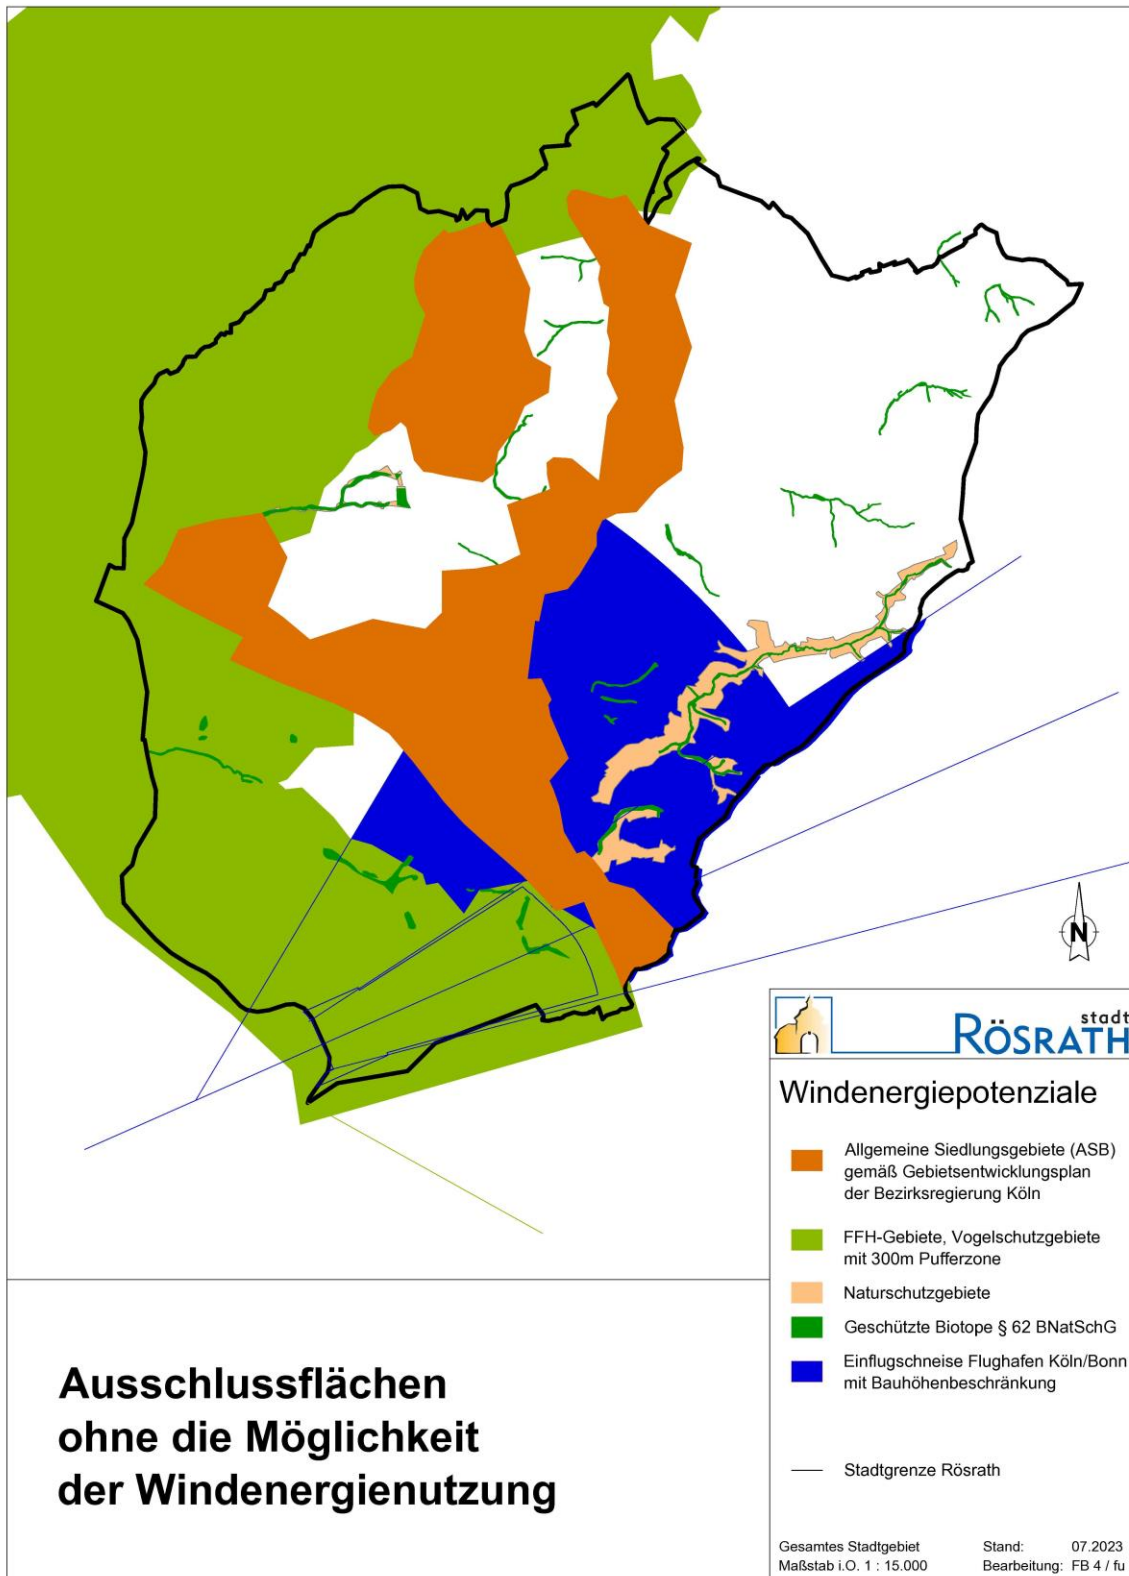 N
stadt
RÖSRATH
Windenergiepotenziale
Allgemeine Siedlungsgebiete (ASB)
gemäß Gebietsentwicklungsplan
der Bezirksregierung Köln
FFH-Gebiete, Vogelschutzgebiete
mit 300m Pufferzone
Naturschutzgebiete
Geschützte Biotope § 62 BNatSchG
Einflugschneise Flughafen Köln/Bonn
mit Bauhöhenbeschränkung
Stadtgrenze Rösrath
Gesamtes Stadtgebiet Stand: 07.2023
Maßstab i.O. 1 : 15.000 Bearbeitung: FB 4 / fu
Ausschlussflächen
ohne die Möglichkeit
der Windenergienutzung